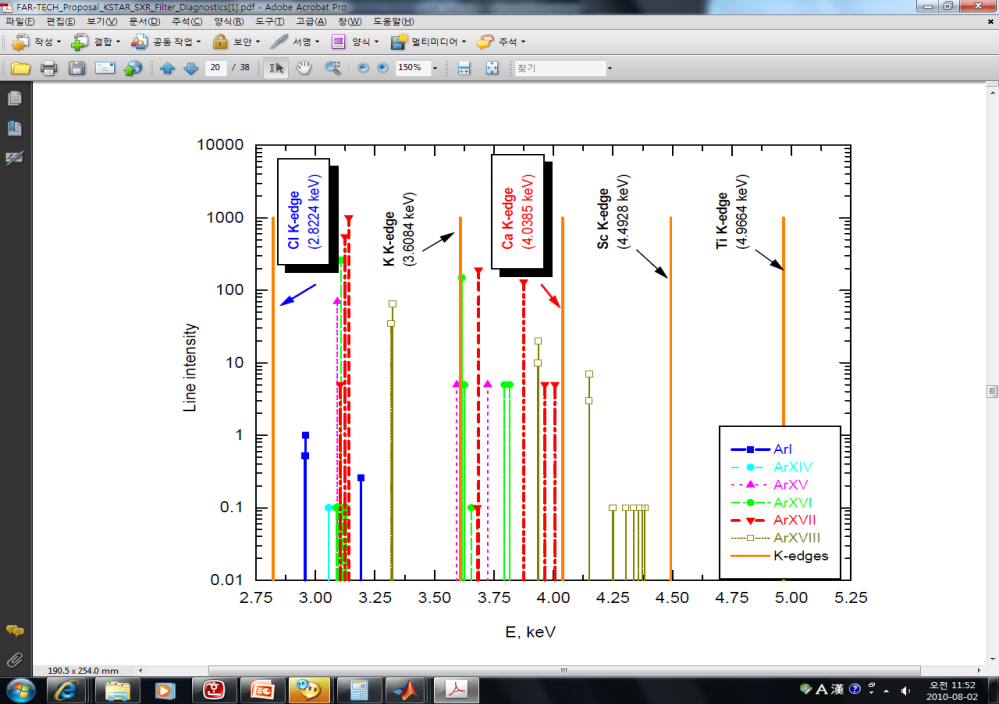 FAR-TECH_Proposal_KSTAR_SXR_Filter_Diagnostics[1].pdf - Adobe Acrobat Pro
파일(F) 편집(E) 보기(V) 문서(D) 주석(C) 양식(R) 도구(T) 고급(A) 창(W) 도움말(H)
작성 결합 공동 작업 보안 서명 양식 멀티미디어 주석
20 / 38 150% 찾기
10000
1000
100
10
1
0.1
0.01
Line intensity
Cl K-edge
(2.8224 keV)
K K-edge
(3.6084 keV)
Ca K-edge
(4.0385 keV)
Sc K-edge
(4.4928 keV)
Ti K-edge
(4.9664 keV)
ArI
ArXIV
ArXV
ArXVI
ArXVII
ArXVIII
K-edges
2.75 3.00 3.25 3.50 3.75 4.00 4.25 4.50 4.75 5.00 5.25
E, keV
190.5 x 254.0 mm
A 漢
오전 11:52
2010-08-02